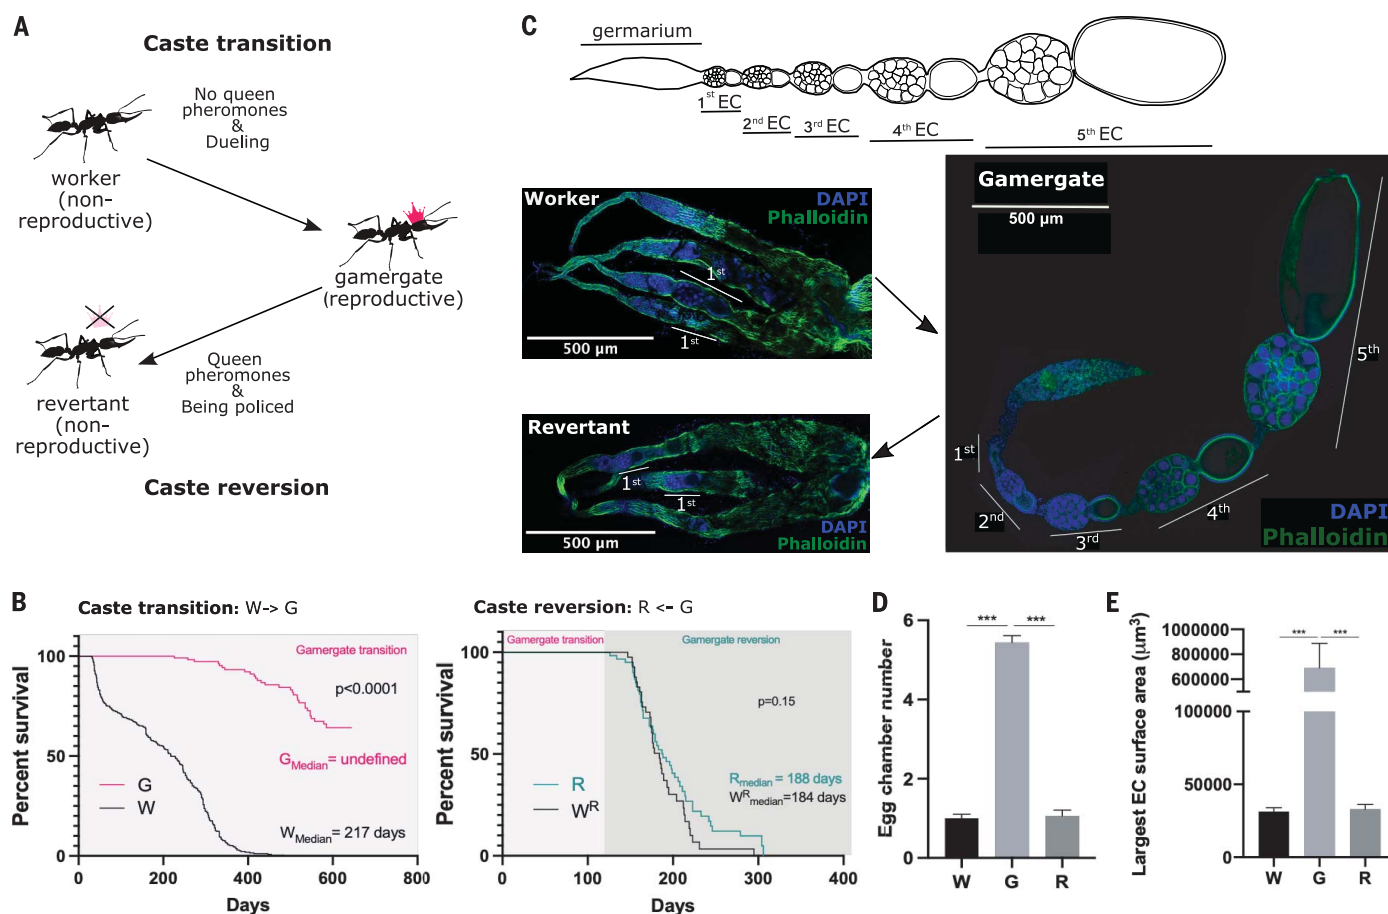 A
Caste transition
No queen
pheromones
&
Dueling
worker
(non-
reproductive)
gamergate
(reproductive)
Queen
pheromones
&
Being policed
revertant
(non-
reproductive)
Caste reversion
C
germarium
1st EC
2nd EC
3rd EC
4th EC
5th EC
Worker
DAPI
Phalloidin
1st
1st
500 µm
Revertant
1st
1st
DAPI
Phalloidin
500 µm
Gamergate
500 µm
1st
2nd
3rd
4th
5th
DAPI
Phalloidin
B
Caste transition: W-> G
Gamergate transition
p<0.0001
GMedian= undefined
G
W
WMedian= 217 days
Percent survival
100
50
0
0 200 400 600 800
Days
Caste reversion: R <- G
Gamergate transition
Gamergate reversion
p=0.15
Rmedian= 188 days
WRmedian=184 days
R
WR
Percent survival
100
50
0
0 100 200 300 400
Days
D
*** ***
Egg chamber number
6
4
2
0
W G R
E
*** ***
Largest EC surface area (µm3)
1000000
800000
600000
100000
50000
0
W G R